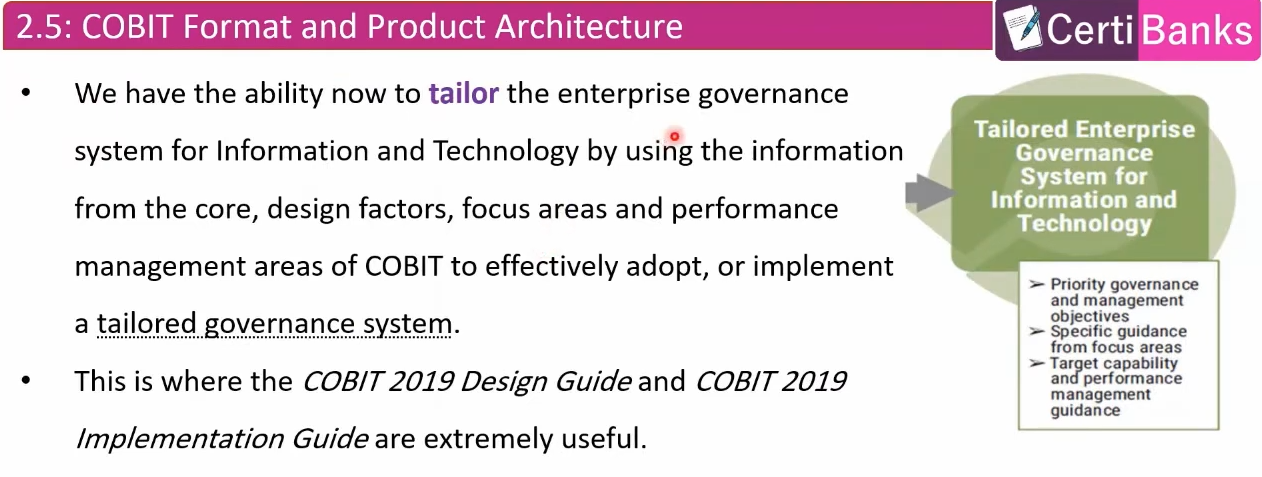 2.5: COBIT Format and Product Architecture
CertiBanks
• We have the ability now to tailor the enterprise governance
system for Information and Technology by using the information
from the core, design factors, focus areas and performance
management areas of COBIT to effectively adopt, or implement
a tailored governance system.
• This is where the COBIT 2019 Design Guide and COBIT 2019
Implementation Guide are extremely useful.
Tailored Enterprise
Governance
System for
Information and
Technology
➢ Priority governance
and management
objectives
➢ Specific guidance
from focus areas
➢ Target capability
and performance
management
guidance